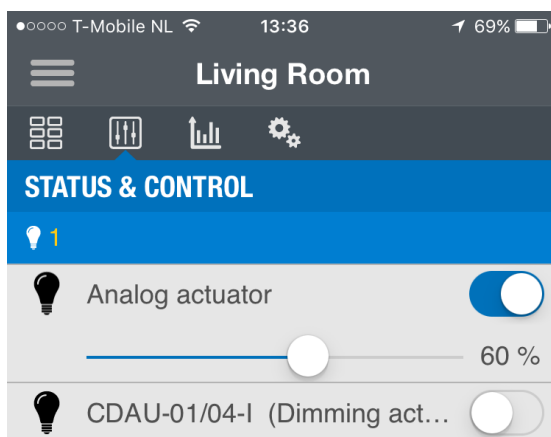 T-Mobile NL 13:36 69%
Living Room
STATUS & CONTROL
1
Analog actuator
60 %
CDAU-01/04-I (Dimming act...